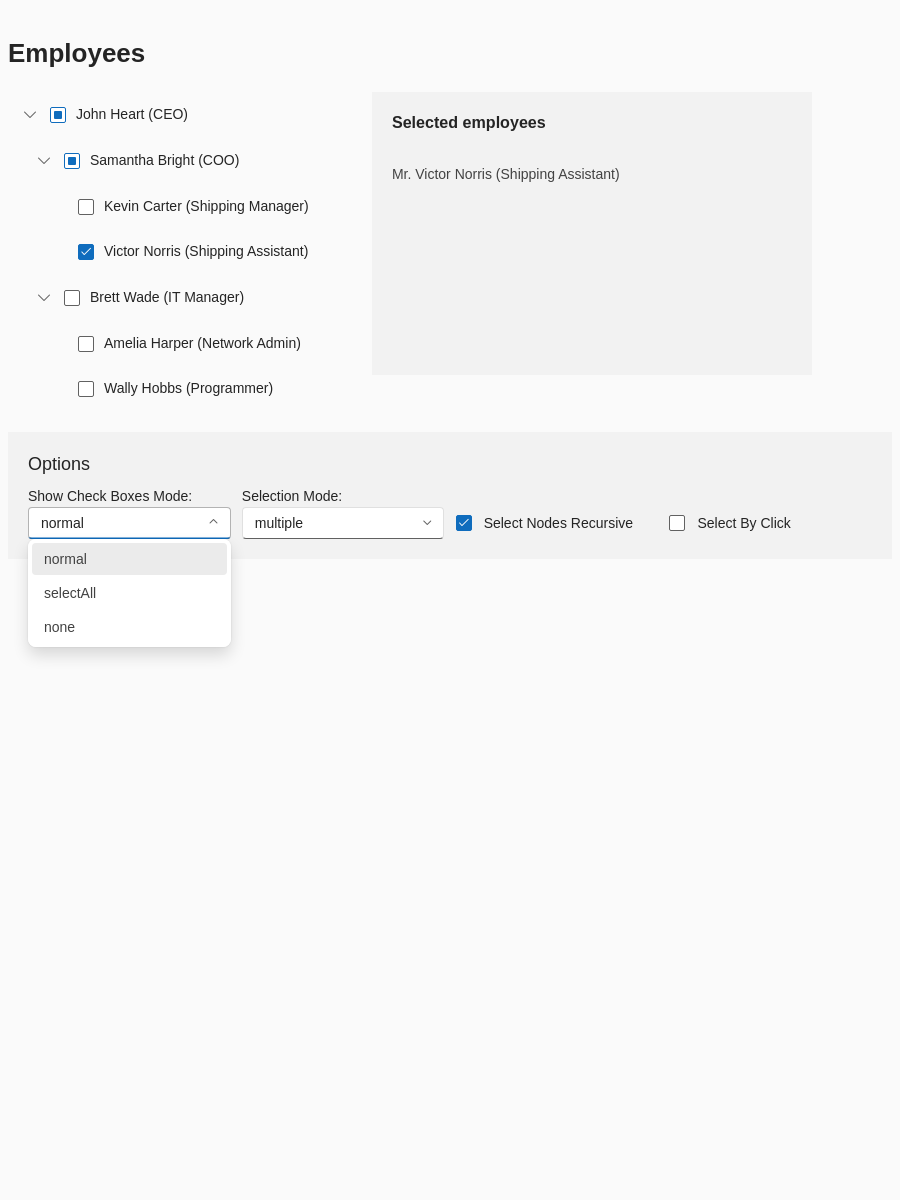 Employees
John Heart (CEO)
Samantha Bright (COO)
Kevin Carter (Shipping Manager)
Victor Norris (Shipping Assistant)
Brett Wade (IT Manager)
Amelia Harper (Network Admin)
Wally Hobbs (Programmer)
Selected employees
Mr. Victor Norris (Shipping Assistant)
Options
Show Check Boxes Mode:
normal
Selection Mode:
multiple
Select Nodes Recursive
Select By Click
normal
selectAll
none